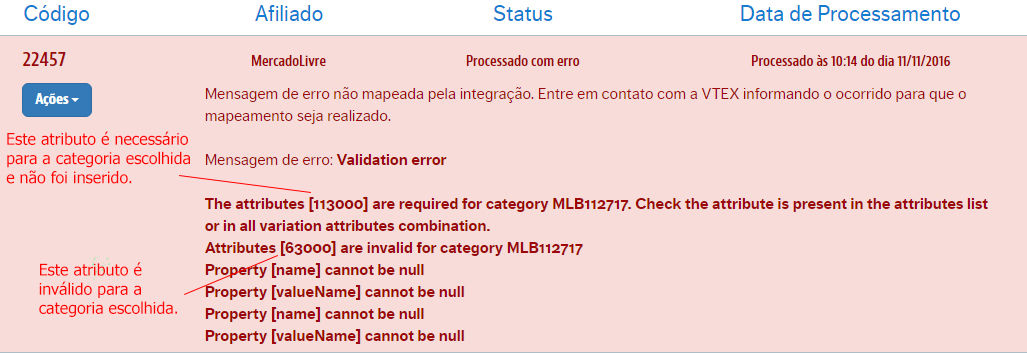 Código Afiliado Status Data de Processamento
22457 MercadoLivre Processado com erro Processado às 10:14 do dia 11/11/2016
Ações
Mensagem de erro não mapeada pela integração. Entre em contato com a VTEX informando o ocorrido para que o
mapeamento seja realizado.
Este atributo é necessário
para a categoria escolhida
e não foi inserido.
Mensagem de erro: Validation error
The attributes [113000] are required for category MLB112717. Check the attribute is present in the attributes list
or in all variation attributes combination.
Attributes [63000] are invalid for category MLB112717
Este atributo é
inválido para a
categoria escolhida.
Property [name] cannot be null
Property [valueName] cannot be null
Property [name] cannot be null
Property [valueName] cannot be null